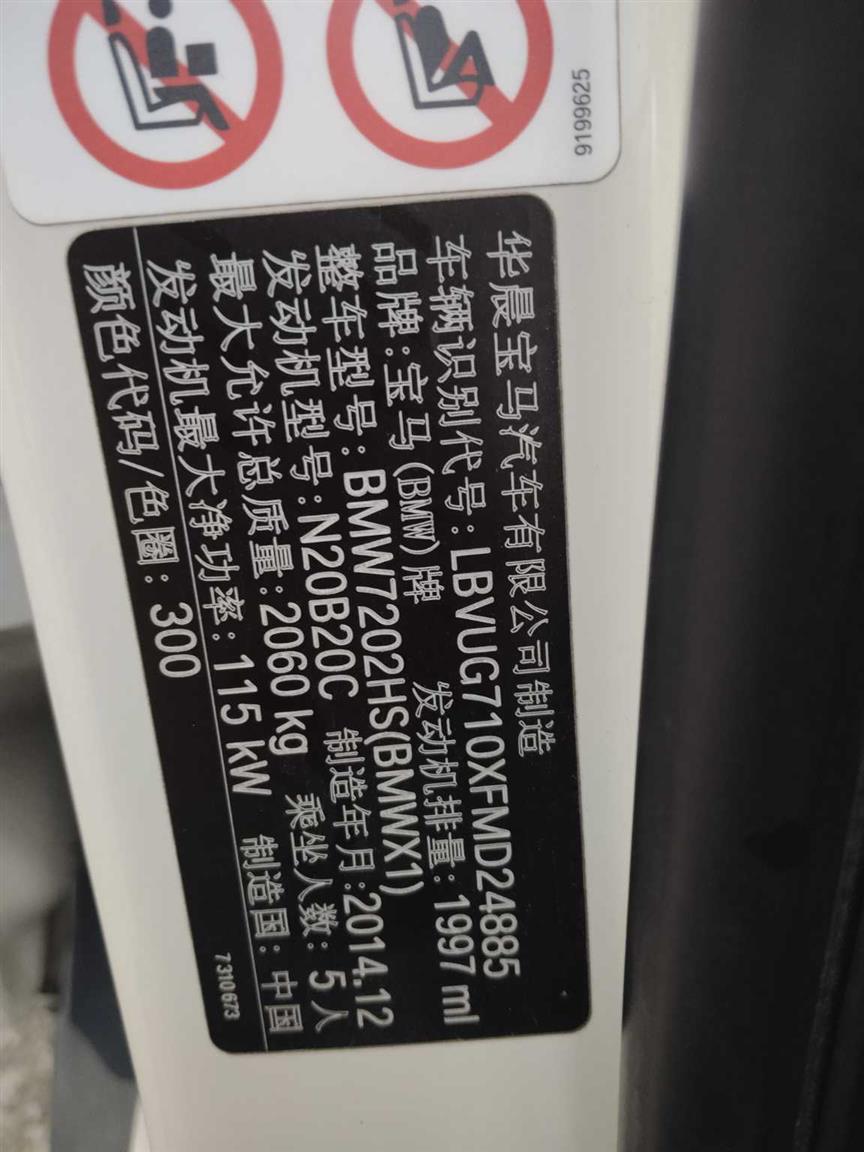 9199625
华晨宝马汽车有限公司制造
车辆识别代号:LBVUG710XFMD24885
品牌:宝马(BMW)牌 发动机排量:1997 ml
整车型号:BMW7202HS(BMWX1)
发动机型号:N20B20C 制造年月:2014.12
最大允许总质量:2060 kg 乘坐人数:5人
发动机最大净功率:115 kW 制造国:中国
颜色代码/色圈:300
7310673